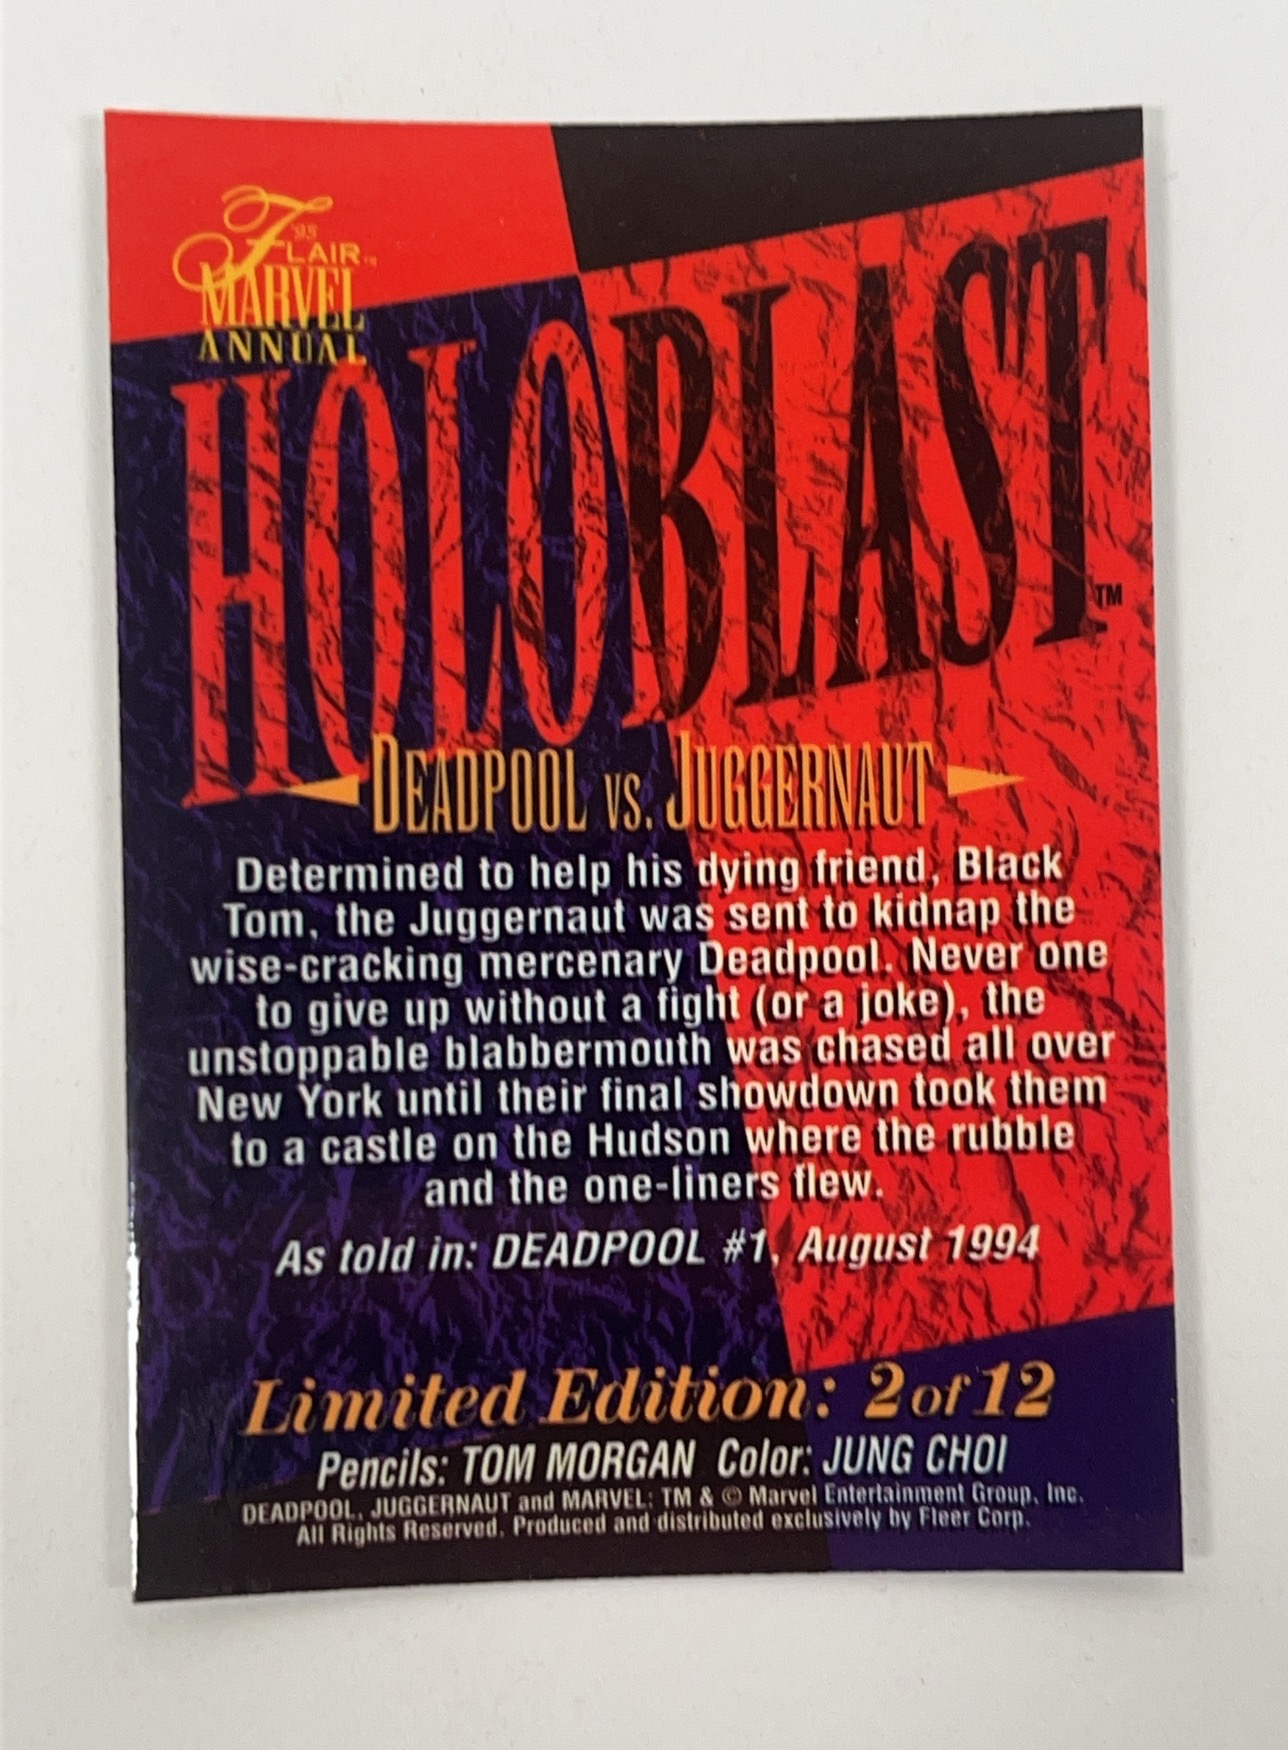 '95
FLAIR™
MARVEL
ANNUAL
HOLOBLAST™
DEADPOOL VS. JUGGERNAUT
Determined to help his dying friend, Black
Tom, the Juggernaut was sent to kidnap the
wise-cracking mercenary Deadpool. Never one
to give up without a fight (or a joke), the
unstoppable blabbermouth was chased all over
New York until their final showdown took them
to a castle on the Hudson where the rubble
and the one-liners flew.
As told in: DEADPOOL #1, August 1994
Limited Edition: 2 of 12
Pencils: TOM MORGAN Color: JUNG CHOI
DEADPOOL, JUGGERNAUT and MARVEL: TM & © Marvel Entertainment Group, Inc.
All Rights Reserved. Produced and distributed exclusively by Fleer Corp.